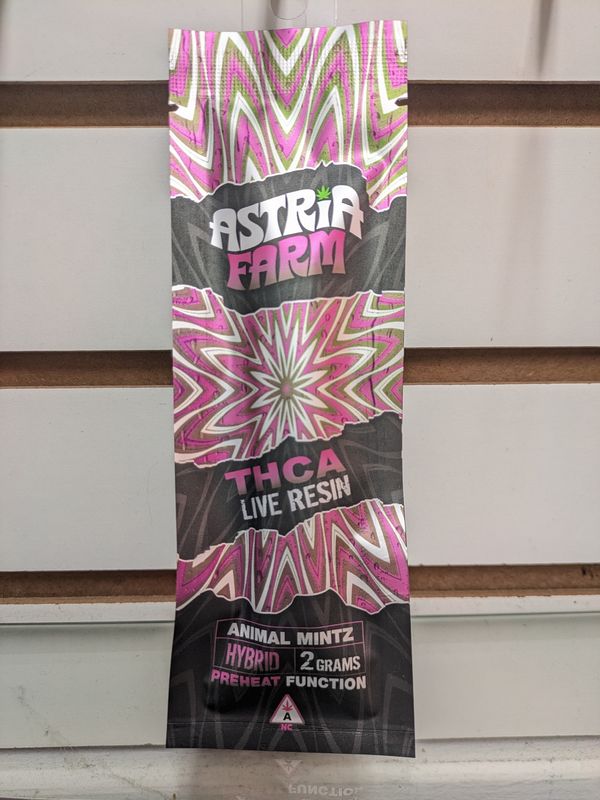 ASTRiA
FARM
THCA
LIVE RESIN
ANIMAL MINTZ
HYBRID
2 GRAMS
PREHEAT FUNCTION
A
NC